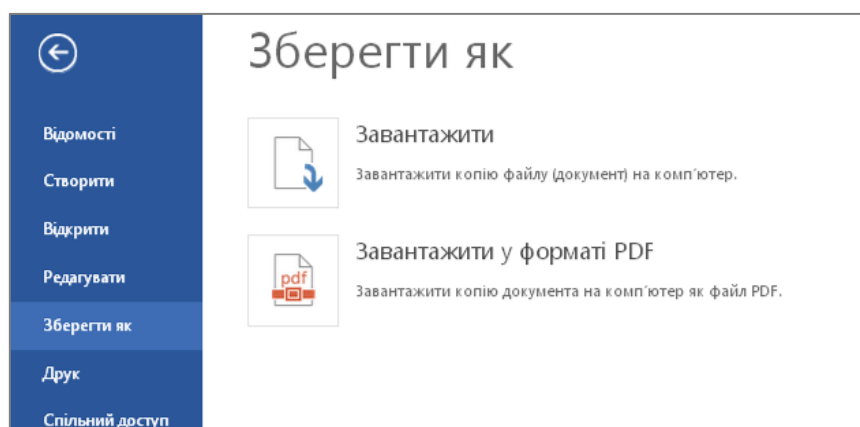 Зберегти як
Відомості
Створити
Відкрити
Редагувати
Зберегти як
Друк
Спільний доступ
Завантажити
Завантажити копію файлу (документ) на комп'ютер.
pdf
Завантажити у форматі PDF
Завантажити копію документа на комп'ютер як файл PDF.